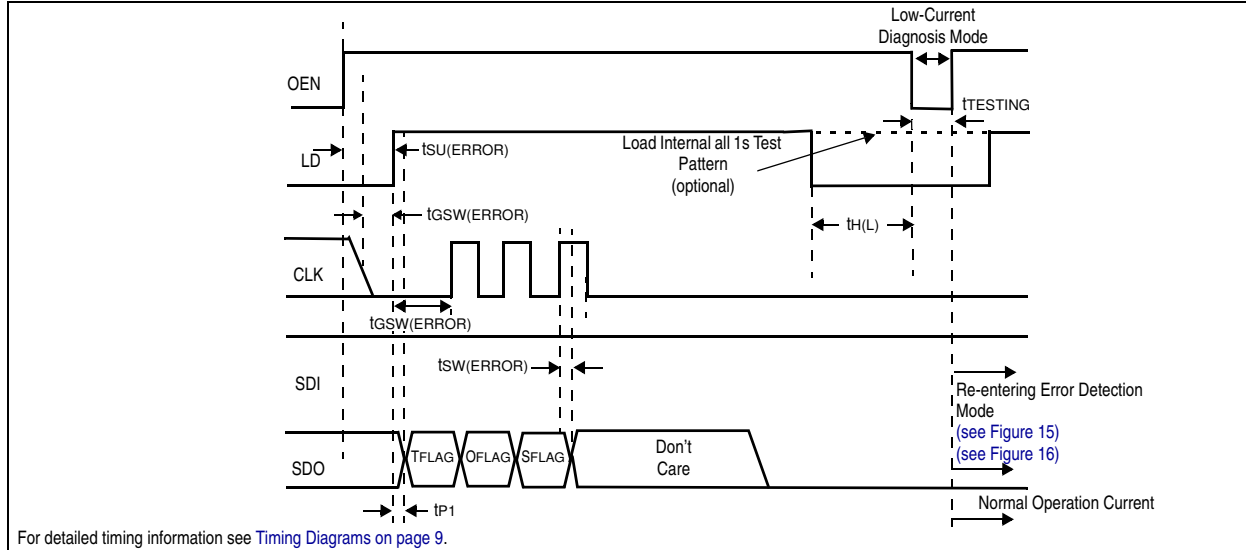 Low-Current
Diagnosis Mode
OEN
tTESTING
LD
tSU(ERROR)
Load Internal all 1s Test
Pattern
(optional)
tGSW(ERROR)
tH(L)
CLK
tGSW(ERROR)
tSW(ERROR)
SDI
Re-entering Error Detection
Mode
(see Figure 15)
(see Figure 16)
SDO
TFLAG
OFLAG
SFLAG
Don't
Care
tP1
Normal Operation Current
For detailed timing information see Timing Diagrams on page 9.